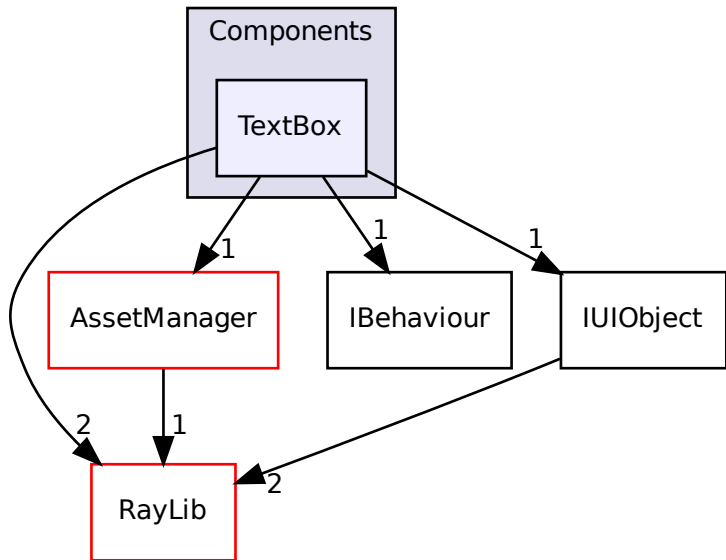 Components
TextBox
1
1
1
AssetManager
IBehaviour
IUIObject
2
1
2
RayLib